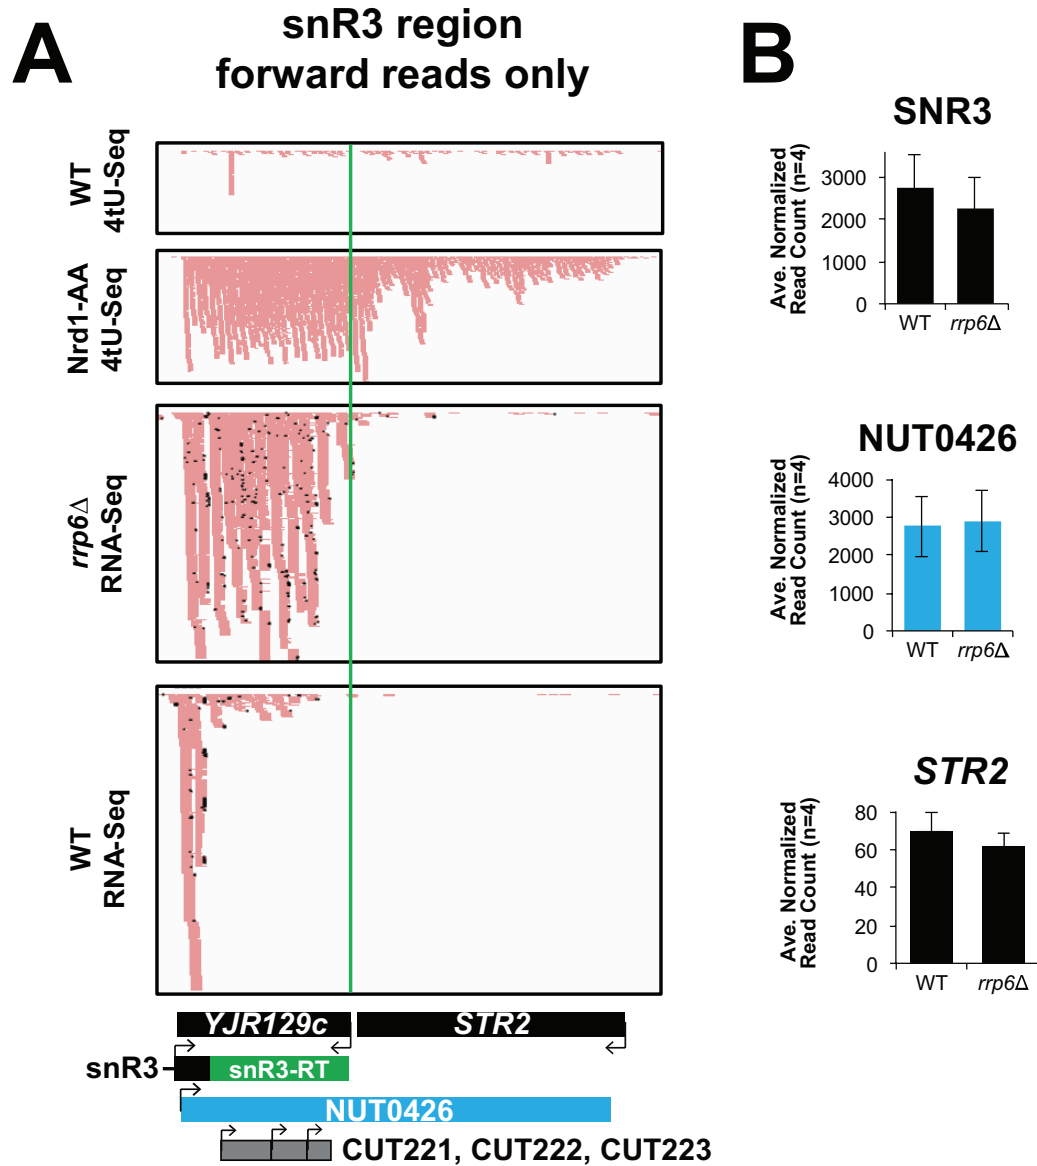 A
snR3 region
forward reads only
WT
4tU-Seq
Nrd1-AA
4tU-Seq
rrp6Δ
RNA-Seq
WT
RNA-Seq
YJR129c
STR2
snR3
snR3-RT
NUT0426
CUT221, CUT222, CUT223
B
SNR3
Ave. Normalized
Read Count (n=4)
3000
2000
1000
0
WT
rrp6Δ
NUT0426
Ave. Normalized
Read Count (n=4)
4000
3000
2000
1000
0
WT
rrp6Δ
STR2
Ave. Normalized
Read Count (n=4)
80
60
40
20
0
WT
rrp6Δ